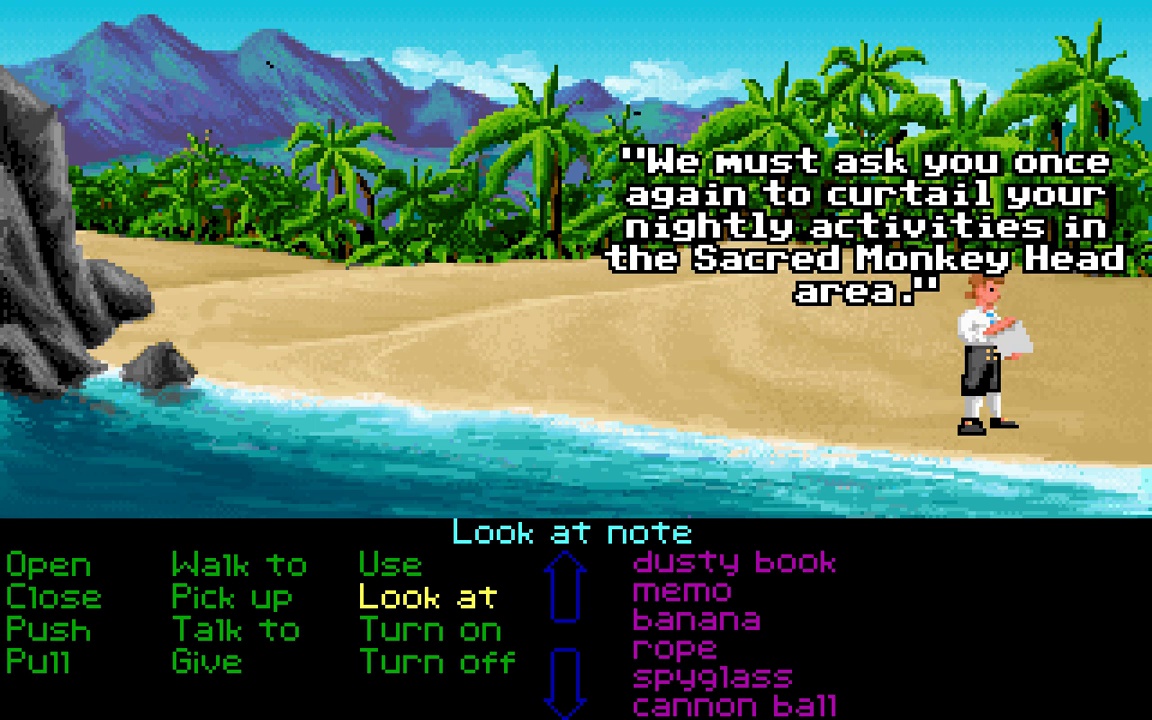 "We must ask you once
again to curtail your
nightly activities in
the Sacred Monkey Head
area."
Look at note
Open Walk to Use dusty book
Close Pick up Look at memo
Push Talk to Turn on banana
Pull Give Turn off rope
spyglass
cannon ball